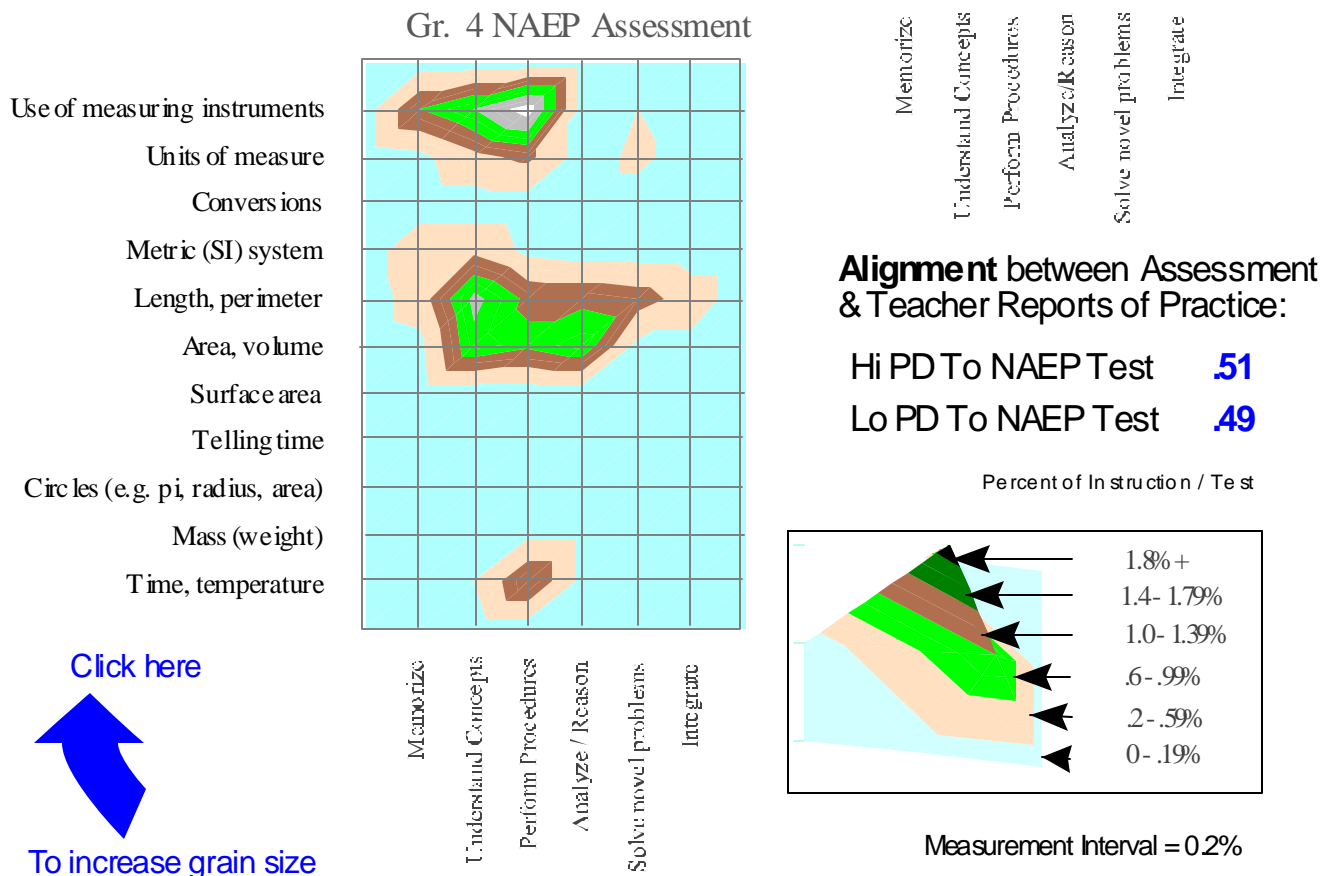 Gr. 4 NAEP Assessment
Use of measuring instruments
Units of measure
Conversions
Metric (SI) system
Length, perimeter
Area, volume
Surface area
Telling time
Circles (e.g. pi, radius, area)
Mass (weight)
Time, temperature
Memorize
Understand Concepts
Perform Procedures
Analyze / Reason
Solve novel problems
Integrate
Click here
To increase grain size
Memorize
Understand Concepts
Perform Procedures
Analyze/Reason
Solve novel problems
Integrate
Alignment between Assessment
& Teacher Reports of Practice:
Hi PD To NAEP Test .51
Lo PD To NAEP Test .49
Percent of Instruction / Test
1.8% +
1.4 - 1.79%
1.0 - 1.39%
.6 - .99%
.2 - .59%
0 - .19%
Measurement Interval = 0.2%